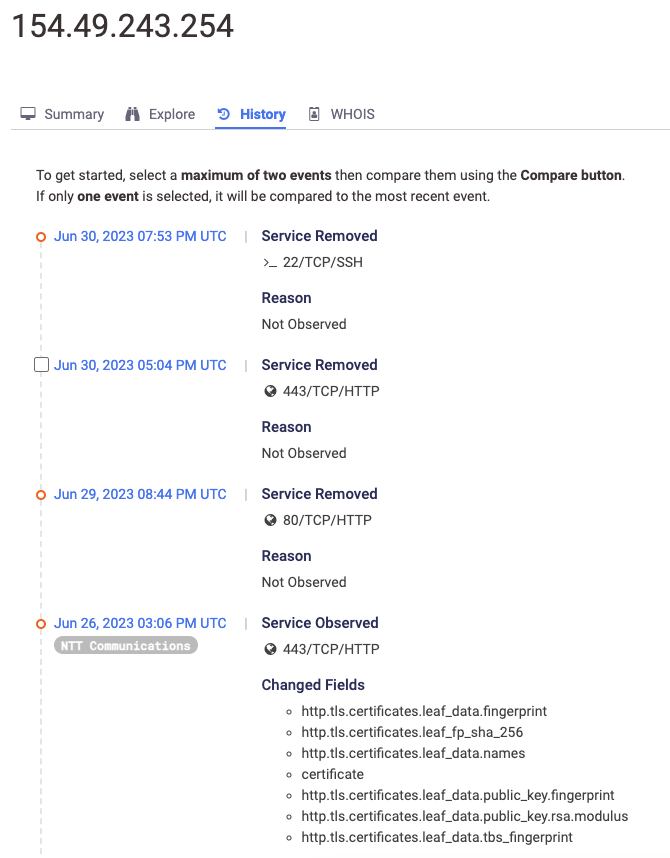 154.49.243.254
Summary Explore History WHOIS
To get started, select a maximum of two events then compare them using the Compare button.
If only one event is selected, it will be compared to the most recent event.
Jun 30, 2023 07:53 PM UTC | Service Removed
>_ 22/TCP/SSH
Reason
Not Observed
Jun 30, 2023 05:04 PM UTC | Service Removed
443/TCP/HTTP
Reason
Not Observed
Jun 29, 2023 08:44 PM UTC | Service Removed
80/TCP/HTTP
Reason
Not Observed
Jun 26, 2023 03:06 PM UTC | Service Observed
NTT Communications
443/TCP/HTTP
Changed Fields
http.tls.certificates.leaf_data.fingerprint
http.tls.certificates.leaf_fp_sha_256
http.tls.certificates.leaf_data.names
certificate
http.tls.certificates.leaf_data.public_key.fingerprint
http.tls.certificates.leaf_data.public_key.rsa.modulus
http.tls.certificates.leaf_data.tbs_fingerprint